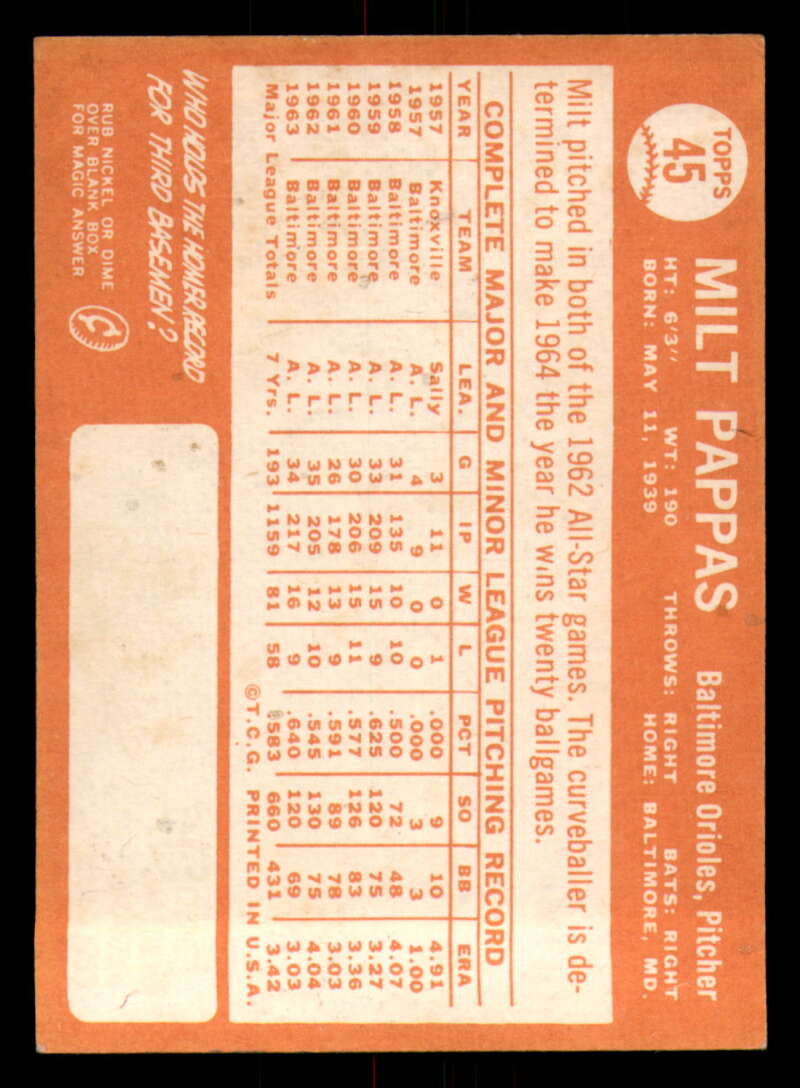 TOPPS
45
MILT PAPPAS Baltimore Orioles, Pitcher
HT: 6'3" WT: 190 THROWS: RIGHT BATS: RIGHT
BORN: MAY 11, 1939 HOME: BALTIMORE, MD.
Milt pitched in both of the 1962 All-Star games. The curveballer is de-
termined to make 1964 the year he wins twenty ballgames.
COMPLETE MAJOR AND MINOR LEAGUE PITCHING RECORD
YEAR TEAM LEA. G IP W L PCT SO BB ERA
1957 Knoxville Sally 3 11 0 1 .000 9 10 4.91
1957 Baltimore A. L. 4 9 0 0 .000 3 3 1.00
1958 Baltimore A. L. 31 135 10 10 .500 72 48 4.07
1959 Baltimore A. L. 33 209 15 9 .625 120 75 3.27
1960 Baltimore A. L. 30 206 15 11 .577 126 83 3.36
1961 Baltimore A. L. 26 178 13 9 .591 89 78 3.03
1962 Baltimore A. L. 35 205 12 10 .545 130 75 4.04
1963 Baltimore A. L. 34 217 16 9 .640 120 69 3.03
Major League Totals 7 Yrs. 193 1159 81 58 .583 660 431 3.42
©T.C.G. PRINTED IN U.S.A.
WHO HOLDS THE HOMER RECORD
FOR THIRD BASEMEN?
RUB NICKEL OR DIME
OVER BLANK BOX
FOR MAGIC ANSWER